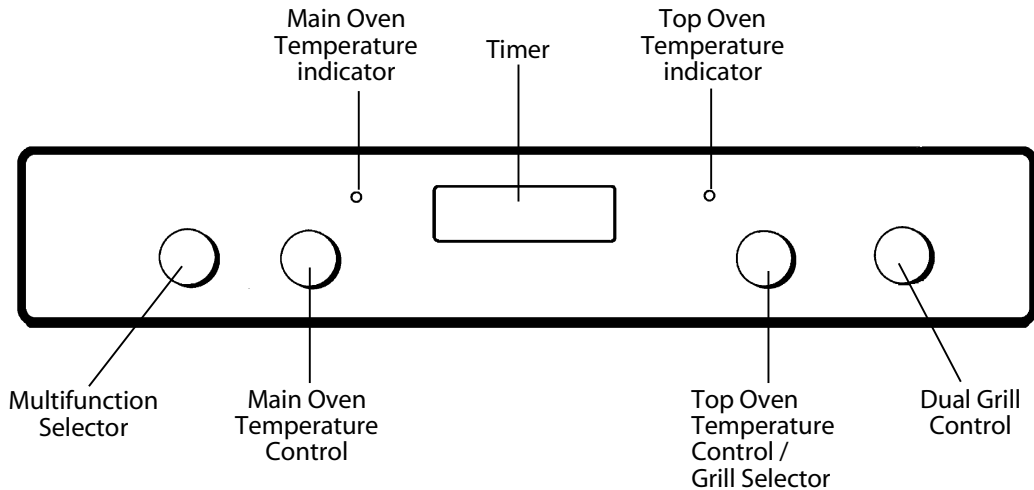 Main Oven
Temperature
indicator
Timer
Top Oven
Temperature
indicator
Multifunction
Selector
Main Oven
Temperature
Control
Top Oven
Temperature
Control /
Grill Selector
Dual Grill
Control